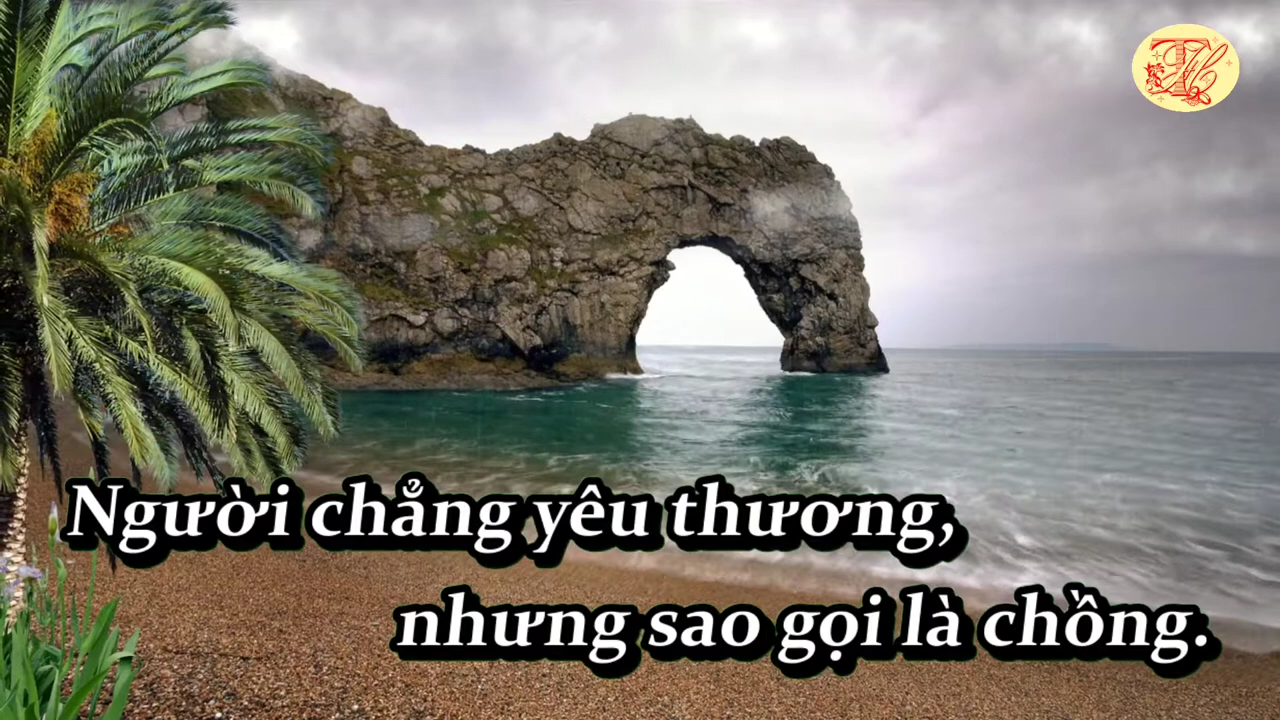 Người chẳng yêu thương,
nhưng sao gọi là chồng.